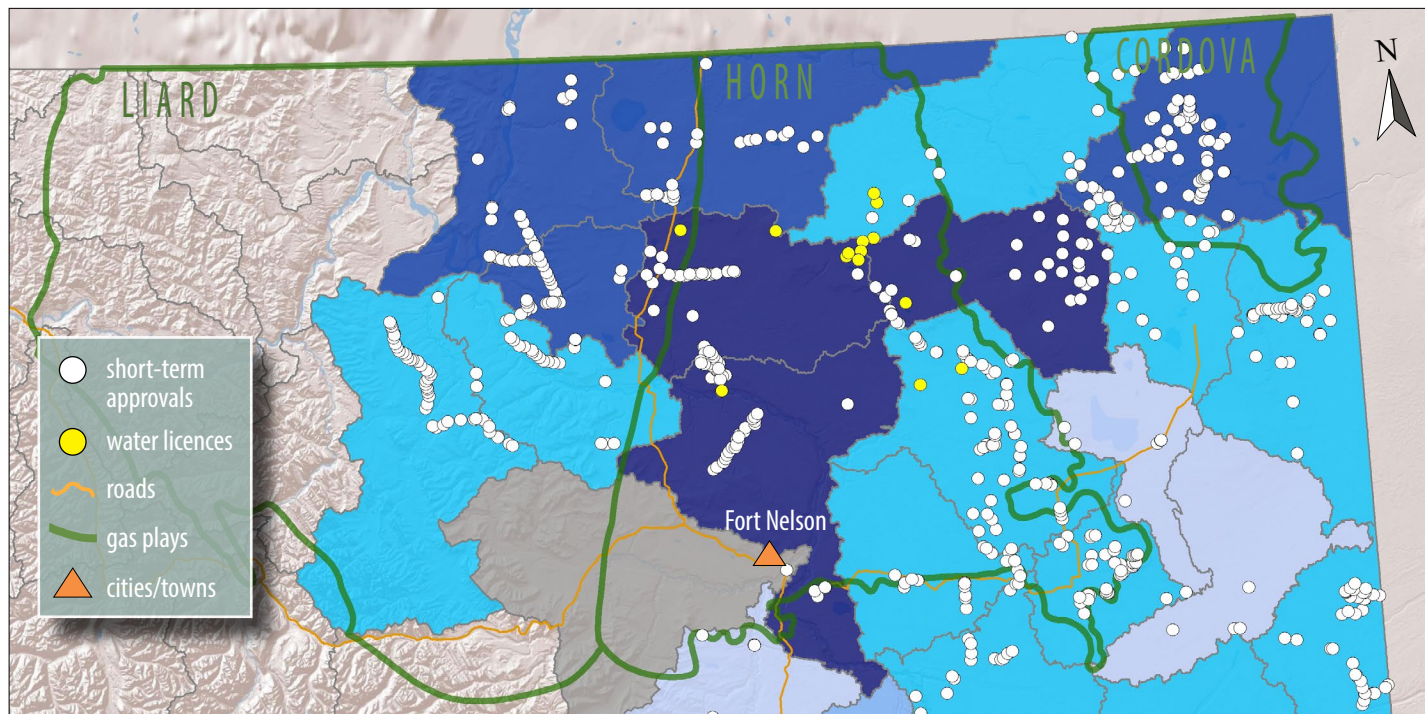 LIARD
HORN
CORDOVA
N
short-term
approvals
water licences
roads
gas plays
cities/towns
Fort Nelson